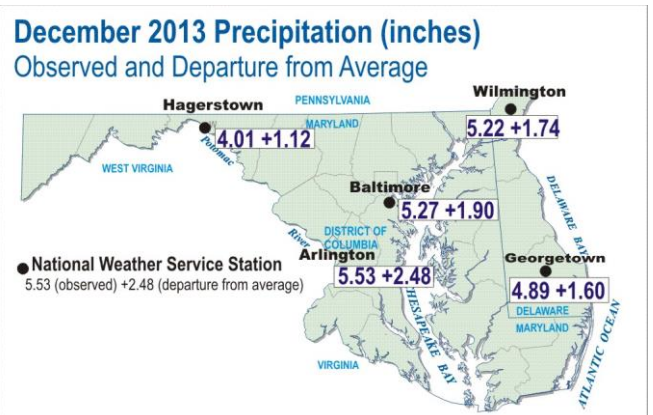 December 2013 Precipitation (inches)
Observed and Departure from Average
Wilmington
PENNSYLVANIA
Hagerstown
5.22 +1.74
MARYLAND
4.01 +1.12
Potomac
WEST VIRGINIA
DELAWARE BAY
Baltimore
5.27 +1.90
River
DISTRICT OF
COLUMBIA
Arlington
Georgetown
National Weather Service Station
5.53 +2.48
5.53 (observed) +2.48 (departure from average)
4.89 +1.60
CHESAPEAKE BAY
DELAWARE
MARYLAND
ATLANTIC OCEAN
VIRGINIA